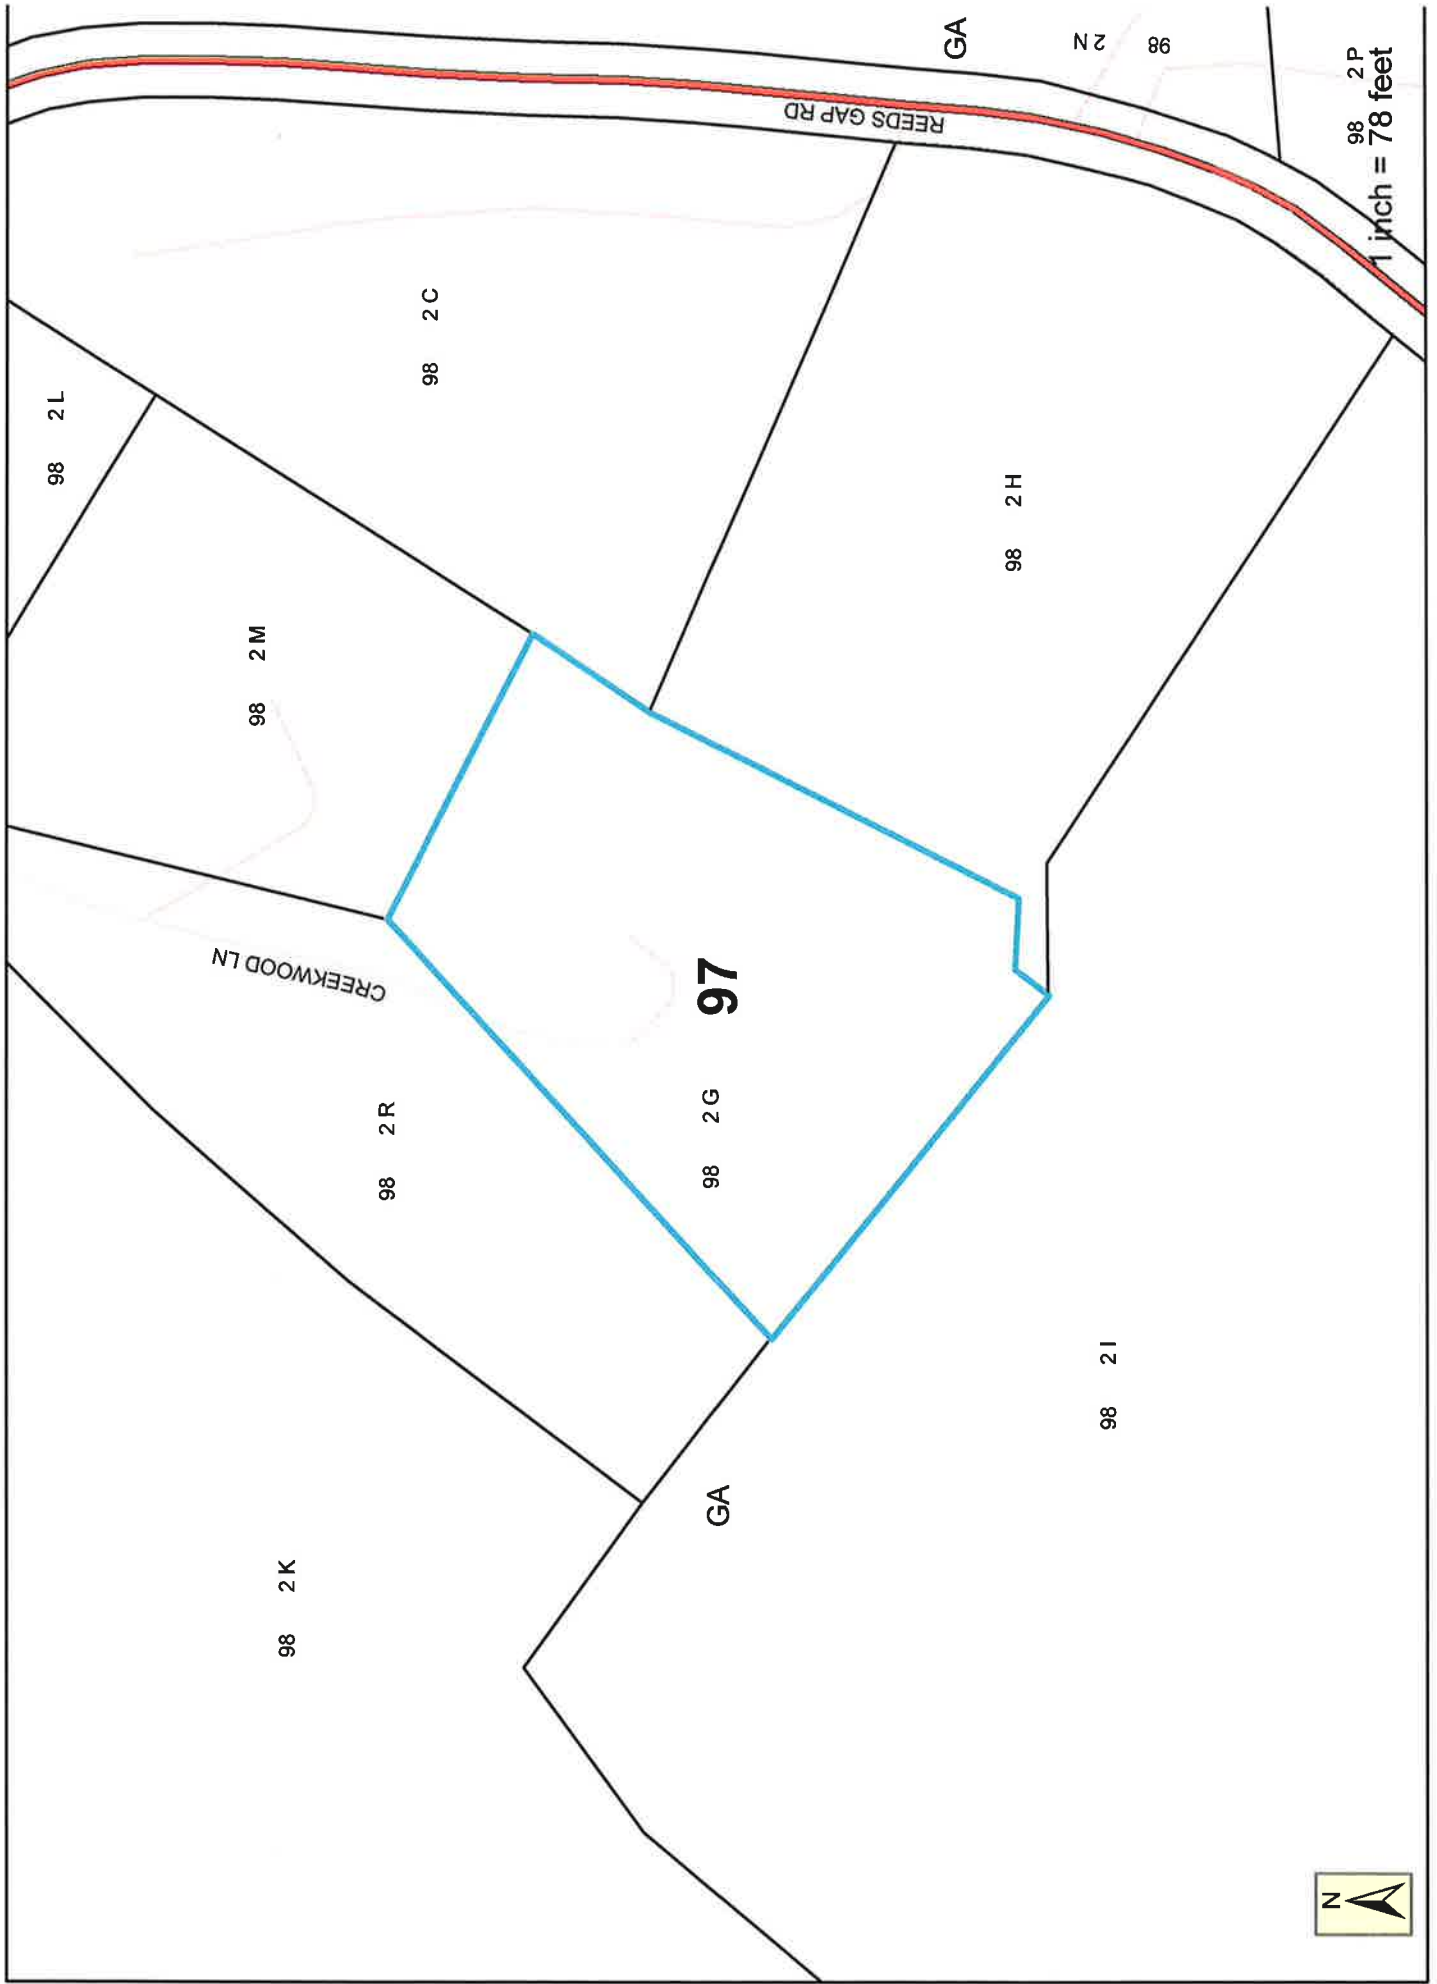 98 2 K
98 2 R
CREEKWOOD LN
98 2 M
98 2 L
98 2 C
GA
98 2 G
97
REEDS GAP RD
98 2 I
98 2 H
GA
2 N
98
98 2 P
1 inch = 78 feet
N